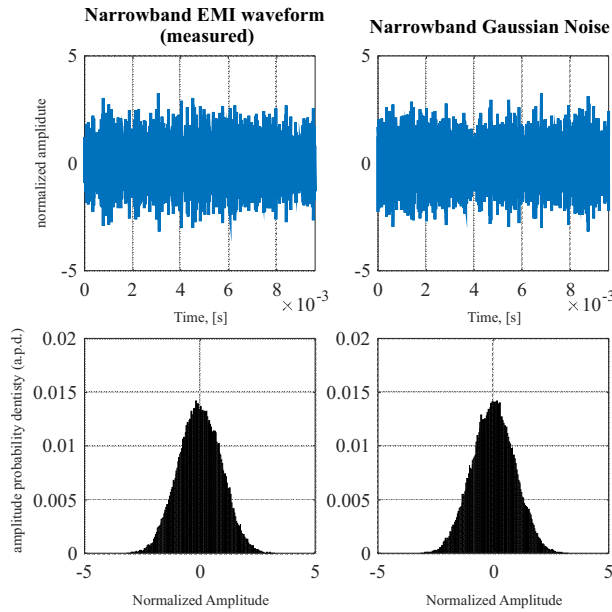 Narrowband EMI waveform
(measured)
Narrowband Gaussian Noise
normalized amplidute
5
0
-5
0 2 4 6 8
×10-3
Time, [s]
5
0
-5
0 2 4 6 8
×10-3
Time, [s]
amplitude probability dentisty (a.p.d.)
0.02
0.015
0.01
0.005
0
-5 0 5
Normalized Amplitude
0.02
0.015
0.01
0.005
0
-5 0 5
Normalized Amplitude